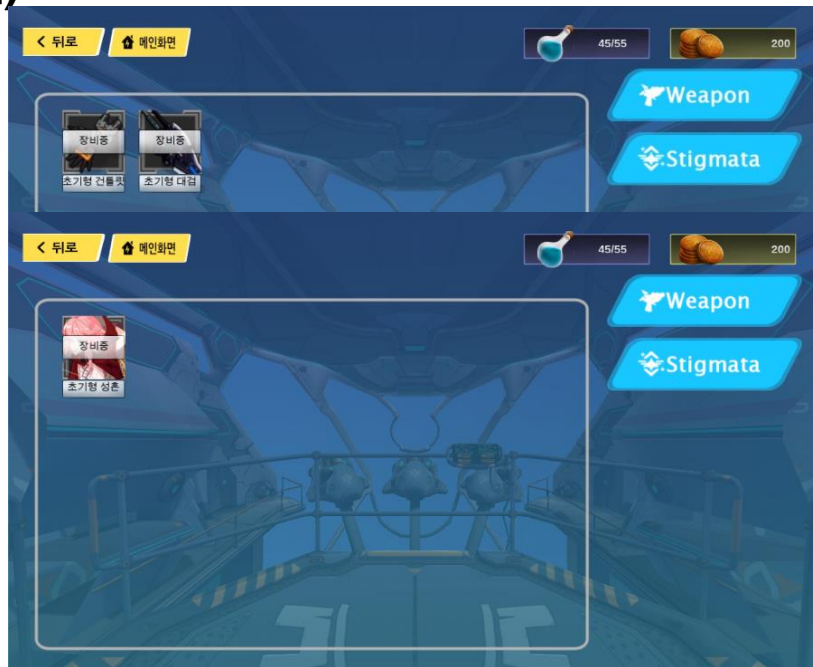 뒤로 메인화면 45/55 200
Weapon
장비중 장비중
Stigmata
초기형 건틀릿 초기형 대검
뒤로 메인화면 45/55 200
Weapon
장비중
Stigmata
초기형 성흔